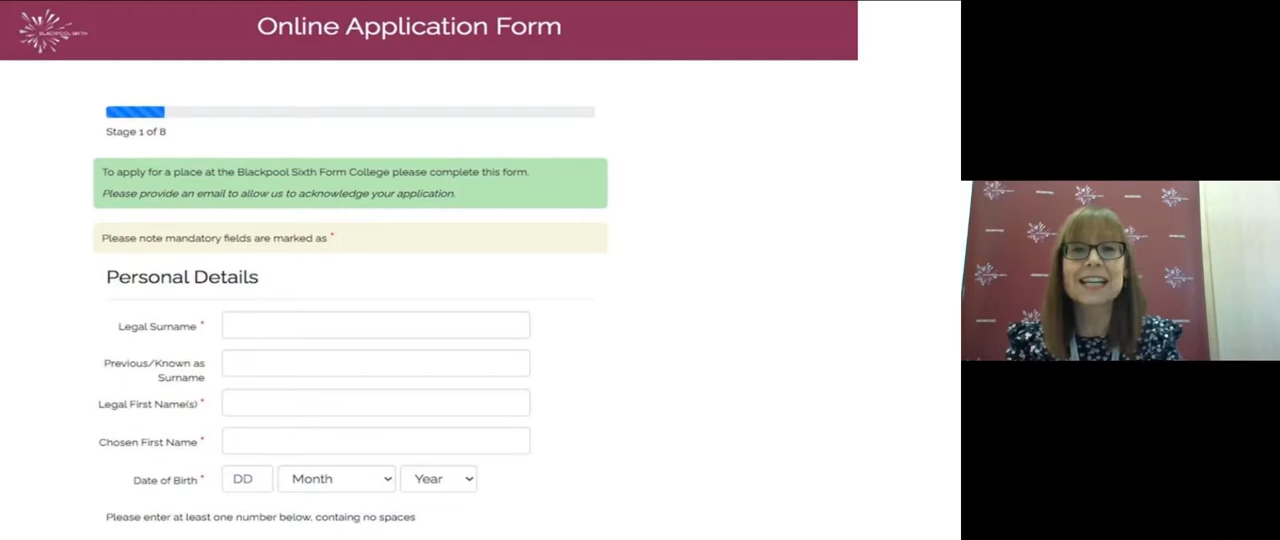 BLACKPOOL SIXTH
Online Application Form
Stage 1 of 8
To apply for a place at the Blackpool Sixth Form College please complete this form.
Please provide an email to allow us to acknowledge your application.
Please note mandatory fields are marked as *
Personal Details
Legal Surname *
Previous/Known as
Surname
Legal First Name(s) *
Chosen First Name *
Date of Birth * DD Month Year
Please enter at least one number below, containg no spaces